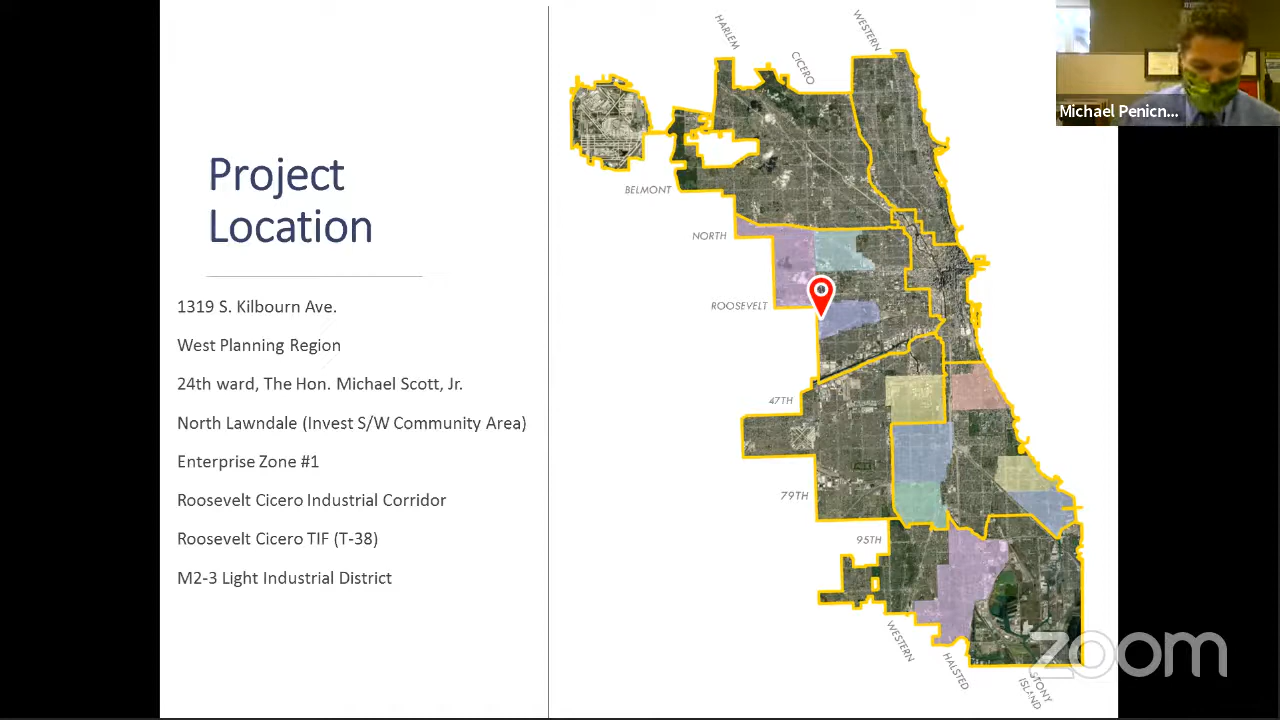 Project
Location
1319 S. Kilbourn Ave.
West Planning Region
24th ward, The Hon. Michael Scott, Jr.
North Lawndale (Invest S/W Community Area)
Enterprise Zone #1
Roosevelt Cicero Industrial Corridor
Roosevelt Cicero TIF (T-38)
M2-3 Light Industrial District
HARLEM
CICERO
WESTERN
BELMONT
NORTH
ROOSEVELT
47TH
79TH
95TH
WESTERN
HALSTED
STONY
ISLAND
Michael Penicn...
zoom